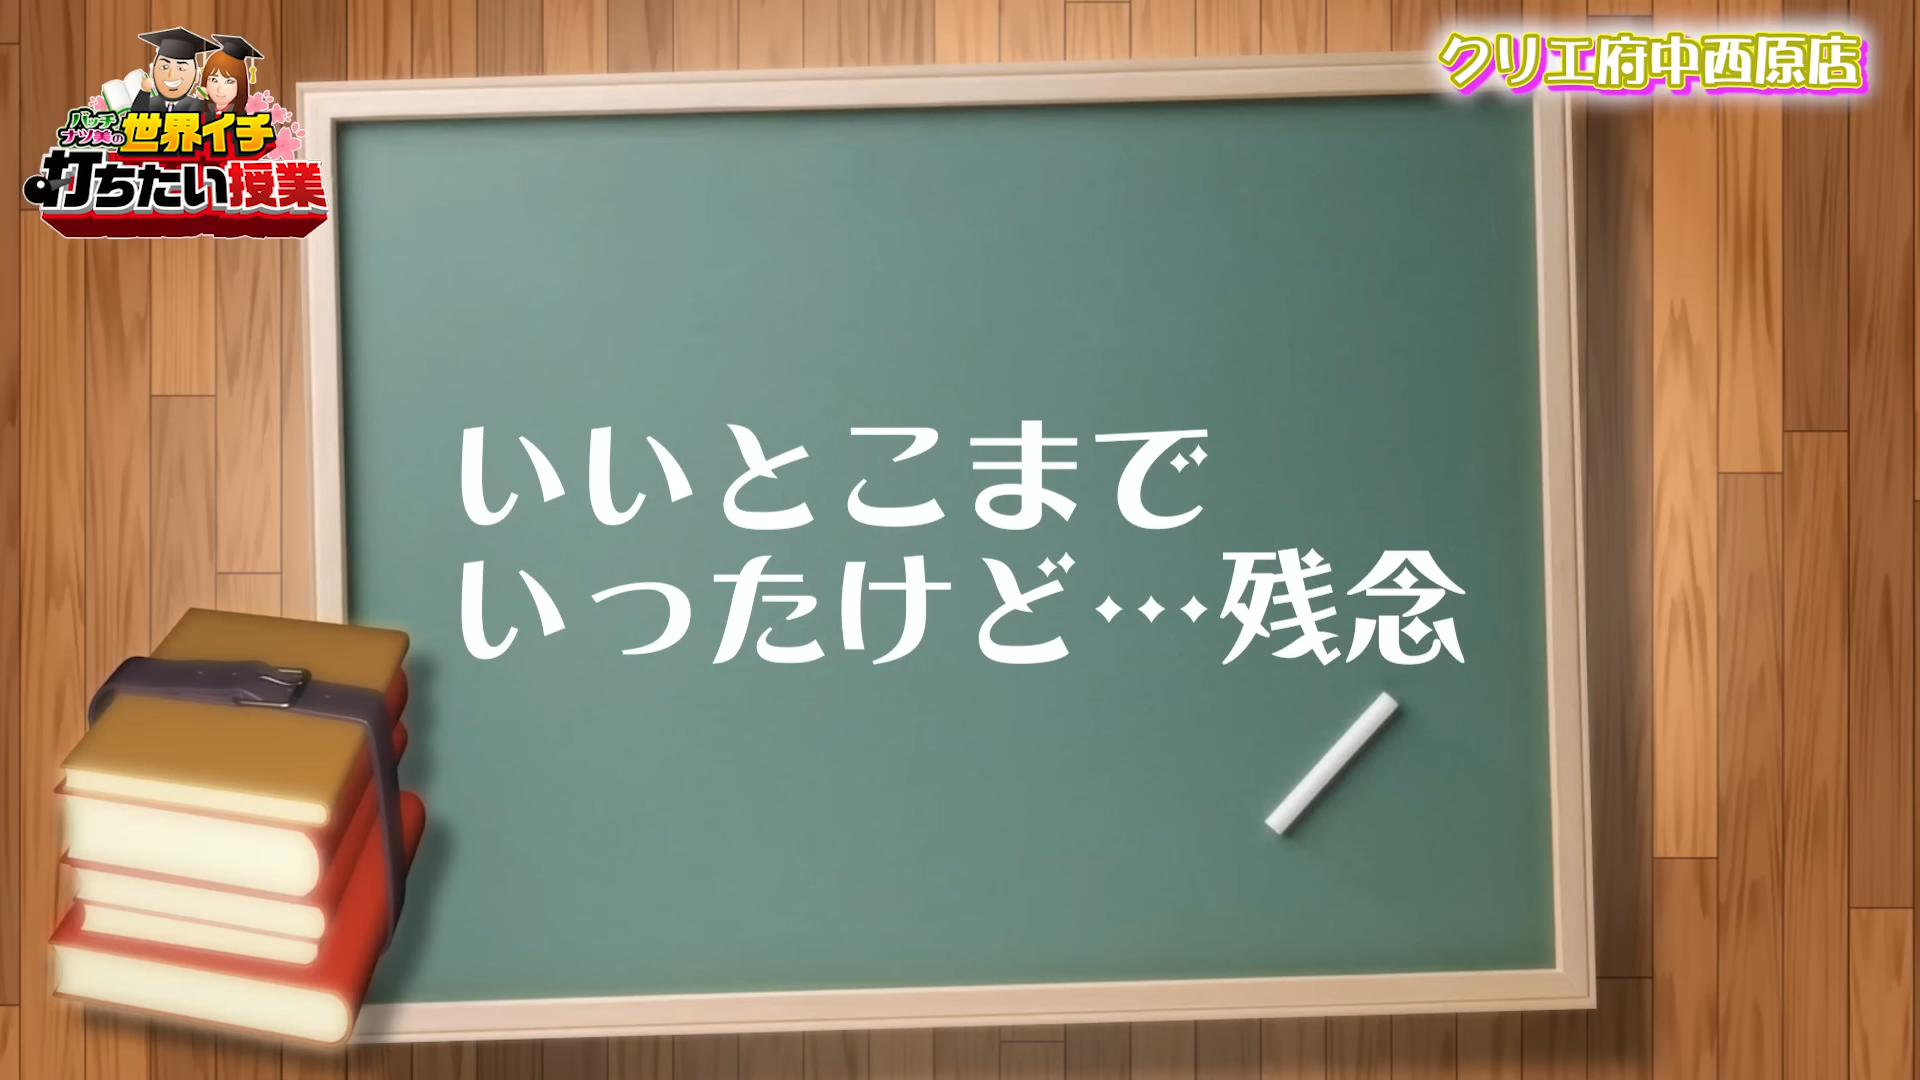 バッチ
ナツ美の
世界イチ
打ちたい授業
クリエ府中西原店
いいとこまで
いったけど…残念